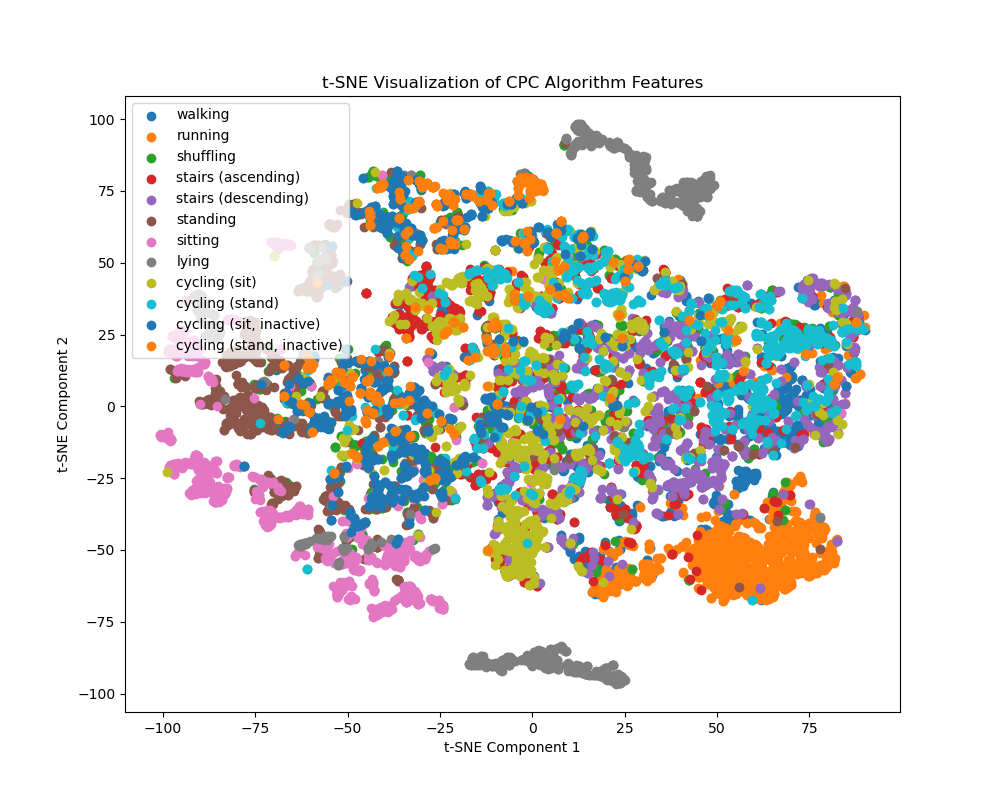 t-SNE Visualization of CPC Algorithm Features
walking
running
shuffling
stairs (ascending)
stairs (descending)
standing
sitting
lying
cycling (sit)
cycling (stand)
cycling (sit, inactive)
cycling (stand, inactive)
100
75
50
25
0
−25
−50
−75
−100
t-SNE Component 2
−100
−75
−50
−25
0
25
50
75
t-SNE Component 1